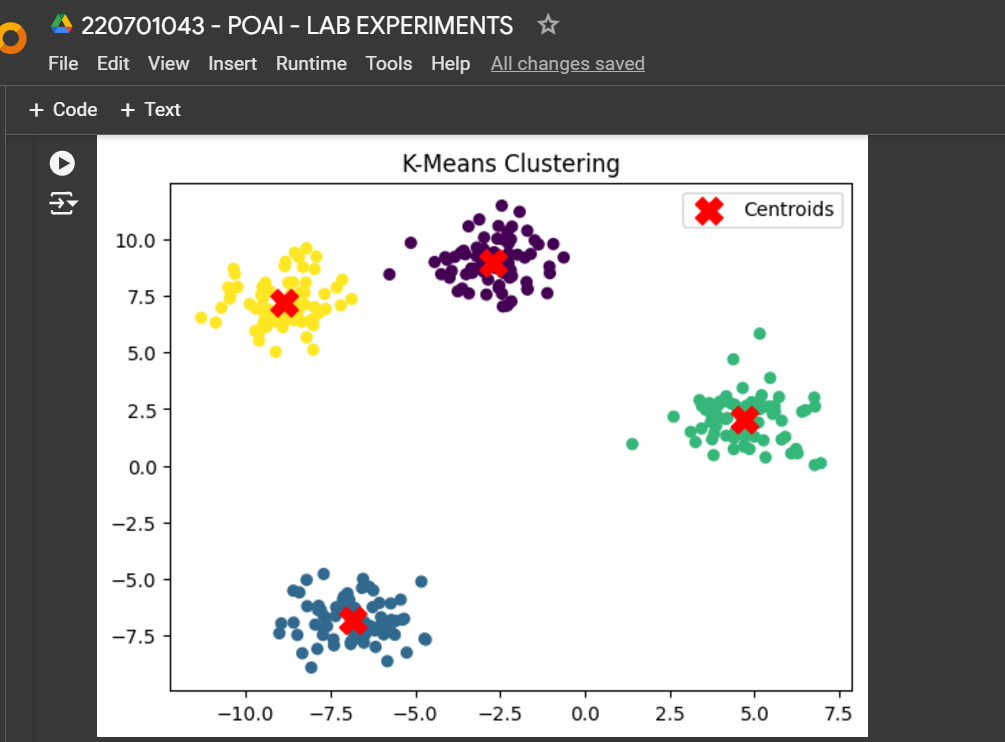 220701043 - POAI - LAB EXPERIMENTS
File Edit View Insert Runtime Tools Help All changes saved
+ Code + Text
K-Means Clustering
Centroids
10.0
7.5
5.0
2.5
0.0
−2.5
−5.0
−7.5
−10.0 −7.5 −5.0 −2.5 0.0 2.5 5.0 7.5